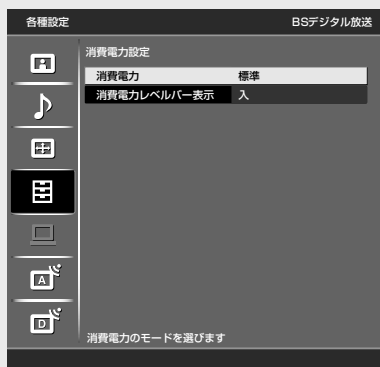 各種設定 BSデジタル放送
消費電力設定
消費電力 標準
消費電力レベルバー表示 入
A
D
消費電力のモードを選びます